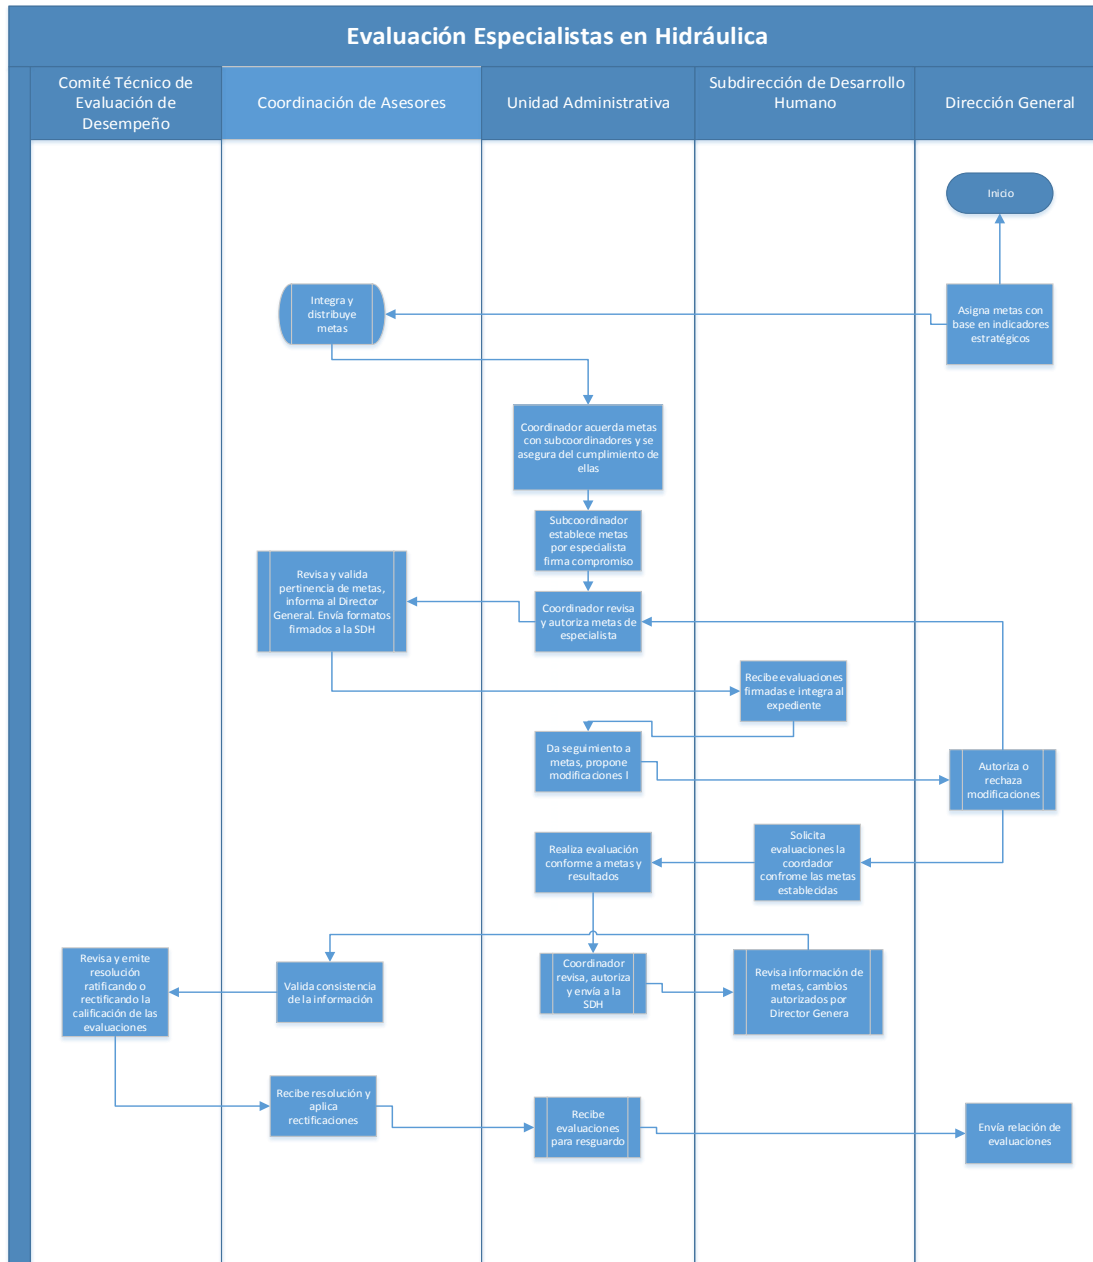 Evaluación Especialistas en Hidráulica
Comité Técnico de
Evaluación de
Desempeño
Coordinación de Asesores
Unidad Administrativa
Subdirección de Desarrollo
Humano
Dirección General
Inicio
Integra y
distribuye
metas
Asigna metas con
base en indicadores
estratégicos
Coordinador acuerda metas
con subcoordinadores y se
asegura del cumplimiento de
ellas
Subcoordinador
establece metas
por especialista
firma compromiso
Revisa y valida
pertinencia de metas,
informa al Director
General. Envía formatos
firmados a la SDH
Coordinador revisa
y autoriza metas de
especialista
Recibe evaluaciones
firmadas e integra al
expediente
Da seguimiento a
metas, propone
modificaciones l
Autoriza o
rechaza
modificaciones
Realiza evaluación
conforme a metas y
resultados
Solicita
evaluaciones la
coordador
confrome las metas
establecidas
Revisa y emite
resolución
ratificando o
rectificando la
calificación de las
evaluaciones
Valida consistencia
de la información
Coordinador
revisa, autoriza
y envía a la
SDH
Revisa información de
metas, cambios
autorizados por
Director Genera
Recibe resolución y
aplica
rectificaciones
Recibe
evaluaciones
para resguardo
Envía relación de
evaluaciones